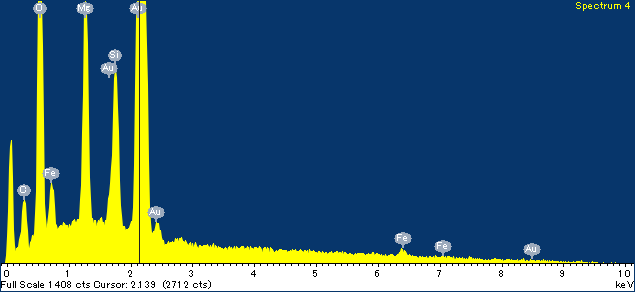 Spectrum 4
O Mg Au
Si
Au
Fe
C
Au
Fe Fe Au
0 1 2 3 4 5 6 7 8 9 10
Full Scale 1408 cts Cursor: 2.139 (2712 cts) keV